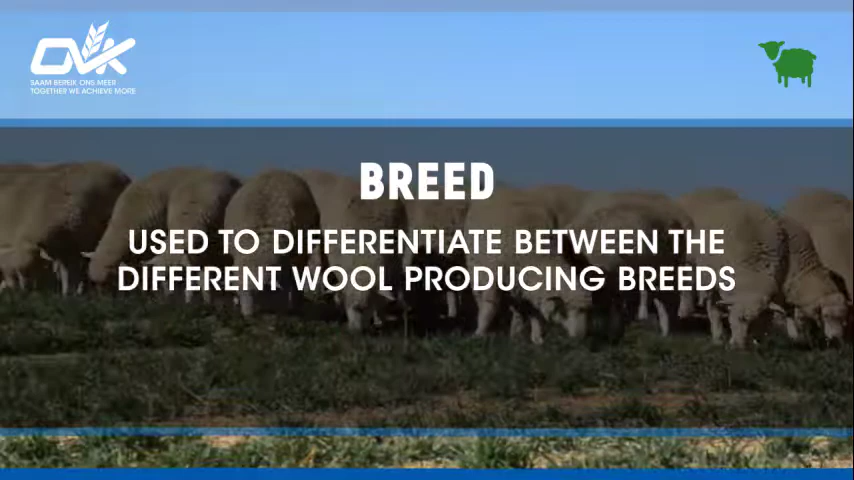 OVK
SAAM BEREIK ONS MEER
TOGETHER WE ACHIEVE MORE
BREED
USED TO DIFFERENTIATE BETWEEN THE
DIFFERENT WOOL PRODUCING BREEDS